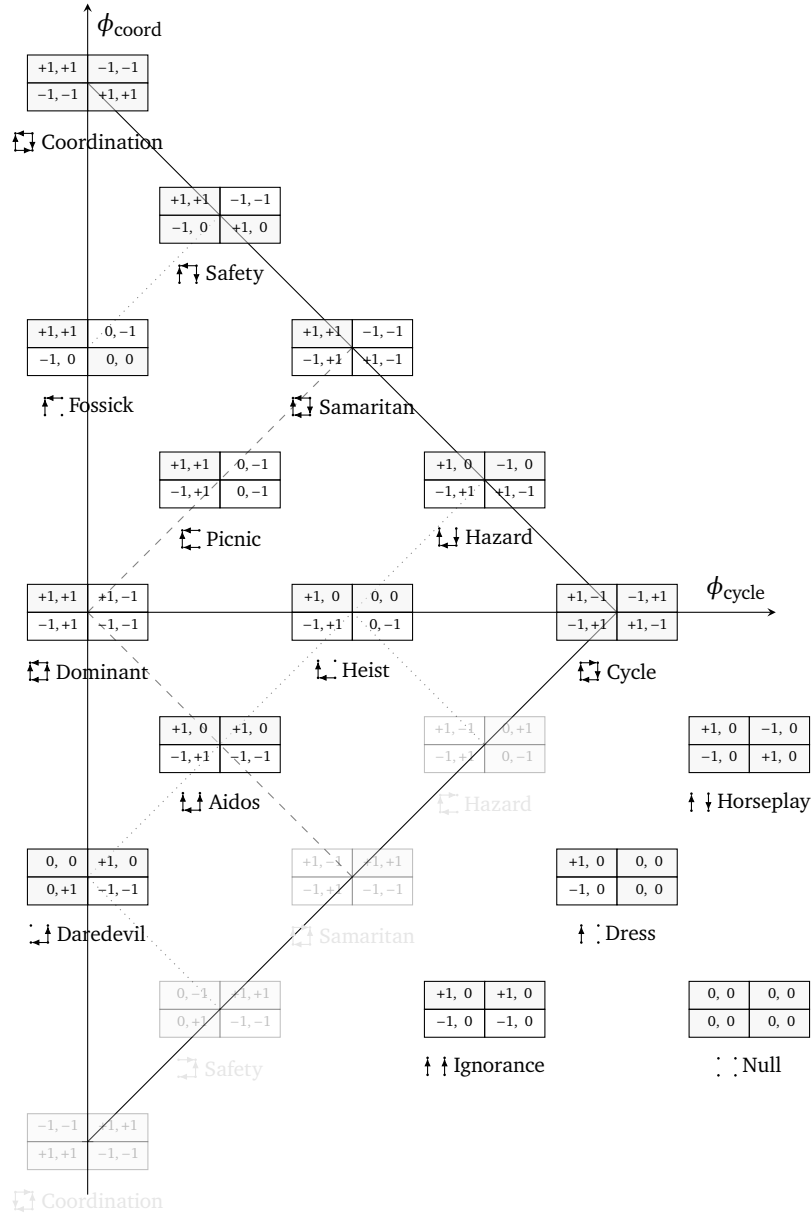 ϕcoord
+1,+1 −1,−1
−1,−1 +1,+1
Coordination
+1,+1 −1,−1
−1, 0 +1, 0
Safety
+1,+1 0,−1
−1, 0 0, 0
Fossick
+1,+1 −1,−1
−1,+1 +1,−1
Samaritan
+1,+1 0,−1
−1,+1 0,−1
Picnic
+1, 0 −1, 0
−1,+1 +1,−1
Hazard
ϕcycle
+1,+1 +1,−1
−1,+1 −1,−1
Dominant
+1, 0 0, 0
−1,+1 0,−1
Heist
+1,−1 −1,+1
−1,+1 +1,−1
Cycle
+1, 0 +1, 0
−1,+1 −1,−1
Aidos
+1,−1 0,+1
−1,+1 0,−1
Hazard
+1, 0 −1, 0
−1, 0 +1, 0
Horseplay
0, 0 +1, 0
0,+1 −1,−1
Daredevil
+1,−1 +1,+1
−1,+1 −1,−1
Samaritan
+1, 0 0, 0
−1, 0 0, 0
Dress
0,−1 +1,+1
0,+1 −1,−1
Safety
+1, 0 +1, 0
−1, 0 −1, 0
Ignorance
0, 0 0, 0
0, 0 0, 0
Null
−1,−1 +1,+1
+1,+1 −1,−1
Coordination